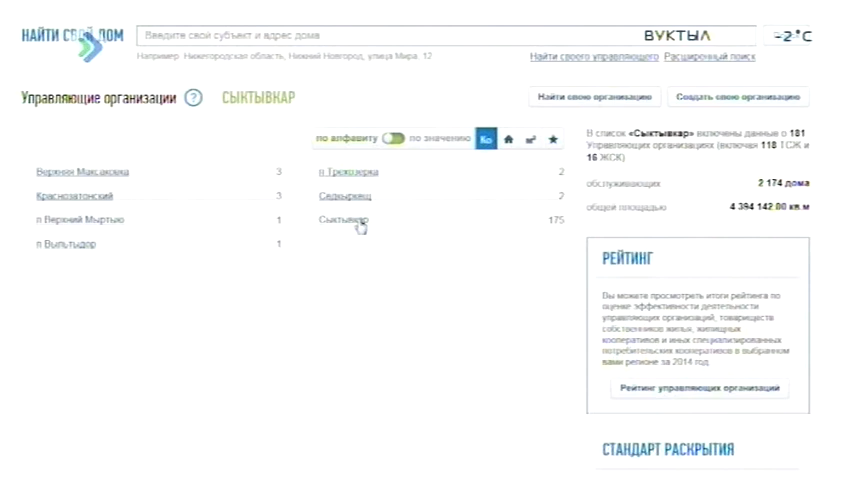 НАЙТИ СВОЙ ДОМ
Введите свой субъект и адрес дома
ВУКТЫЛ
-2°C
Например: Нижегородская область, Нижний Новгород, улица Мира, 12
Найти своего управляющего Расширенный поиск
Управляющие организации ? СЫКТЫВКАР
Найти свою организацию
Создать свою организацию
по алфавиту по значению Ко м²
Верхняя Максаковка 3
Краснозатонский 3
п Верхний Мыртыю 1
п Выльтыдор 1
п Трехозерка 2
Седкыркещ 2
Сыктывкар 175
В список «Сыктывкар» включены данные о 181
Управляющих организациях (включая 118 ТСЖ и
16 ЖСК)
обслуживающих 2 174 дома
общей площадью 4 394 142.00 кв.м
РЕЙТИНГ
Вы можете просмотреть итоги рейтинга по
оценке эффективности деятельности
управляющих организаций, товариществ
собственников жилья, жилищных
кооперативов и иных специализированных
потребительских кооперативов в выбранном
вами регионе за 2014 год.
Рейтинг управляющих организаций
СТАНДАРТ РАСКРЫТИЯ